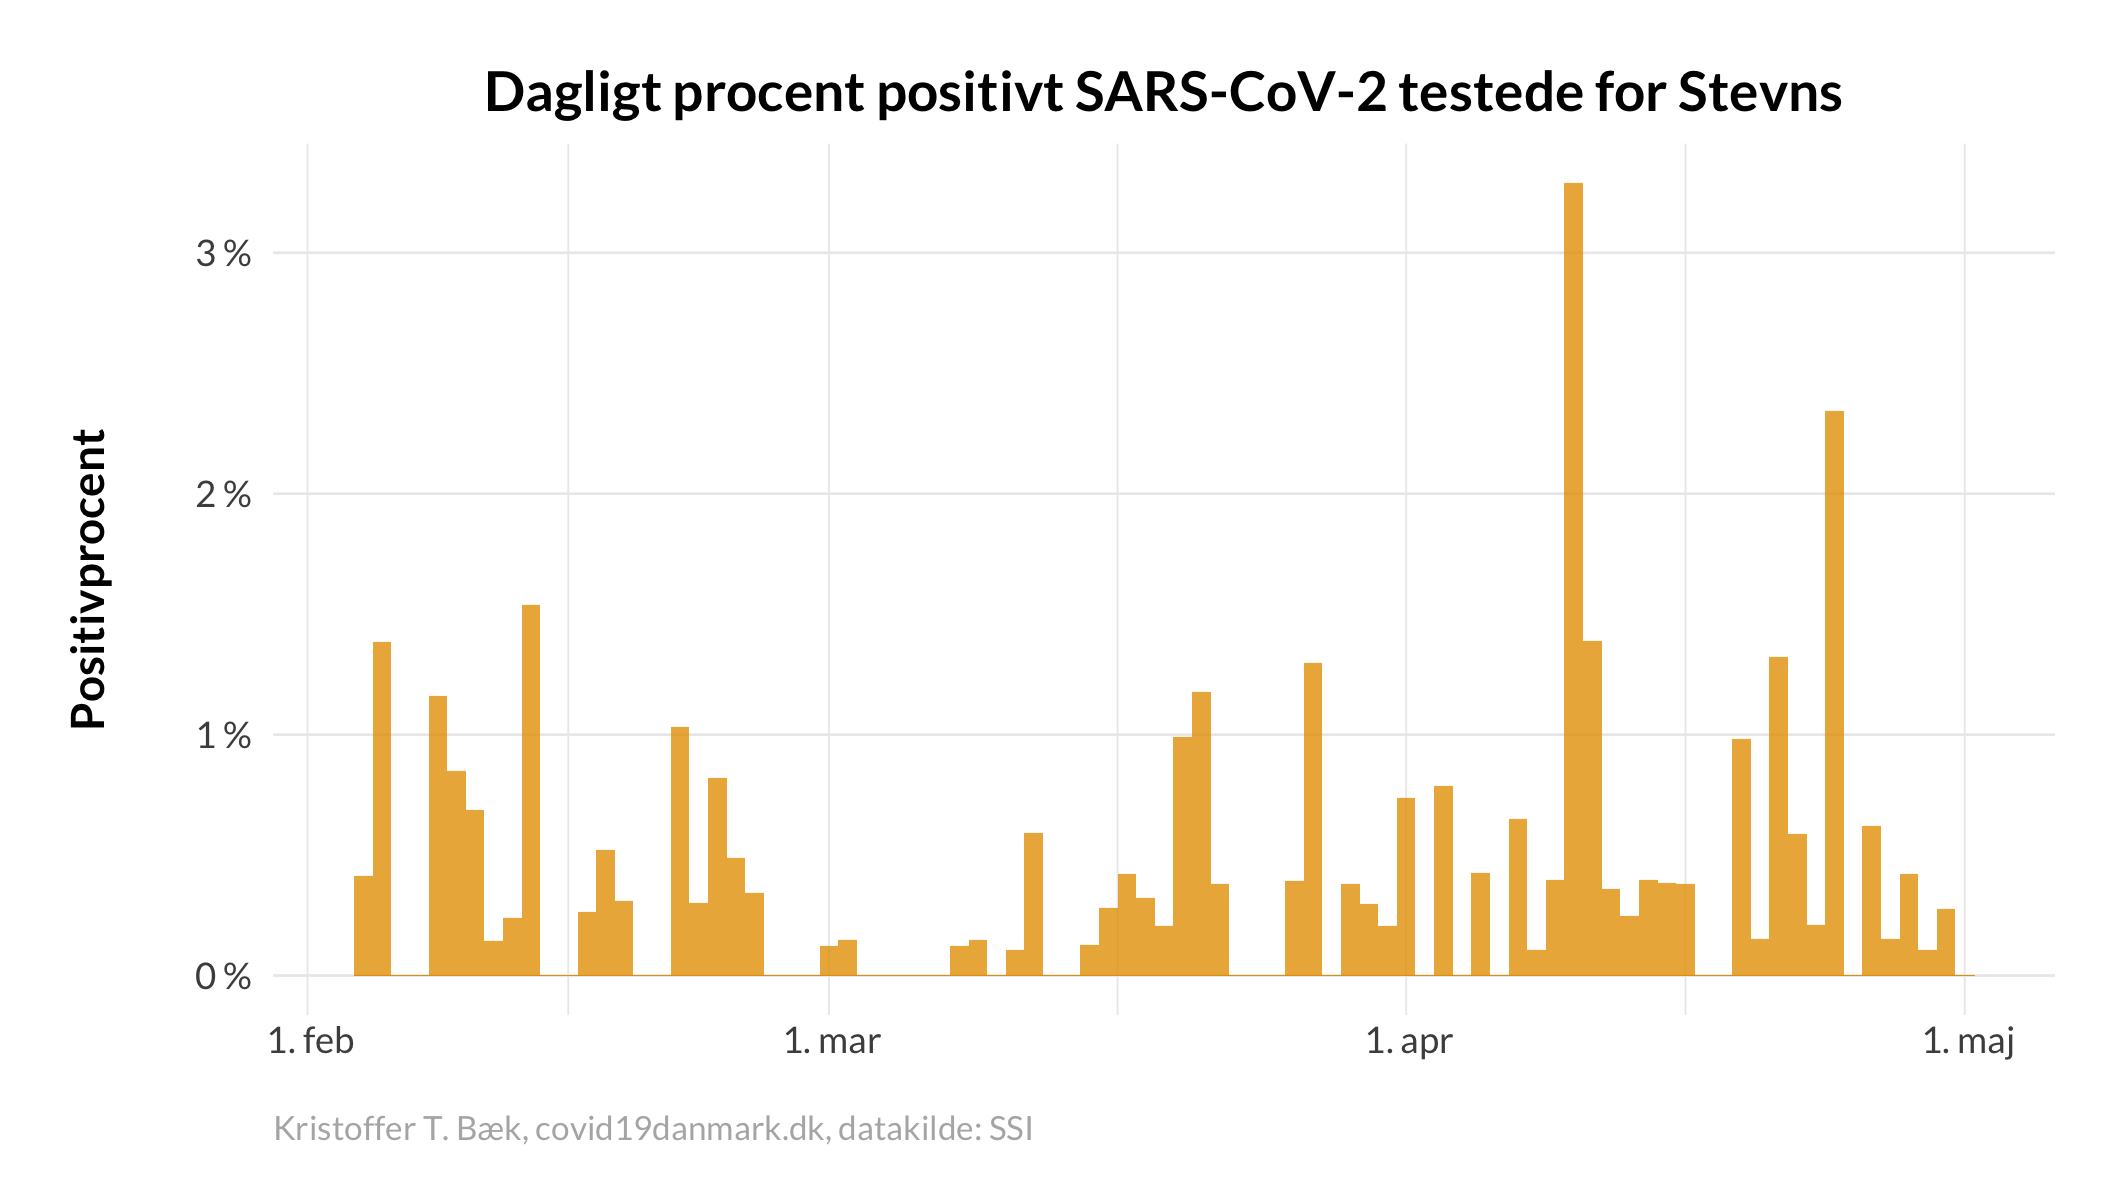 Dagligt procent positivt SARS-CoV-2 testede for Stevns
Positivprocent
3 %
2 %
1 %
0 %
1. feb
1. mar
1. apr
1. maj
Kristoffer T. Bæk, covid19danmark.dk, datakilde: SSI